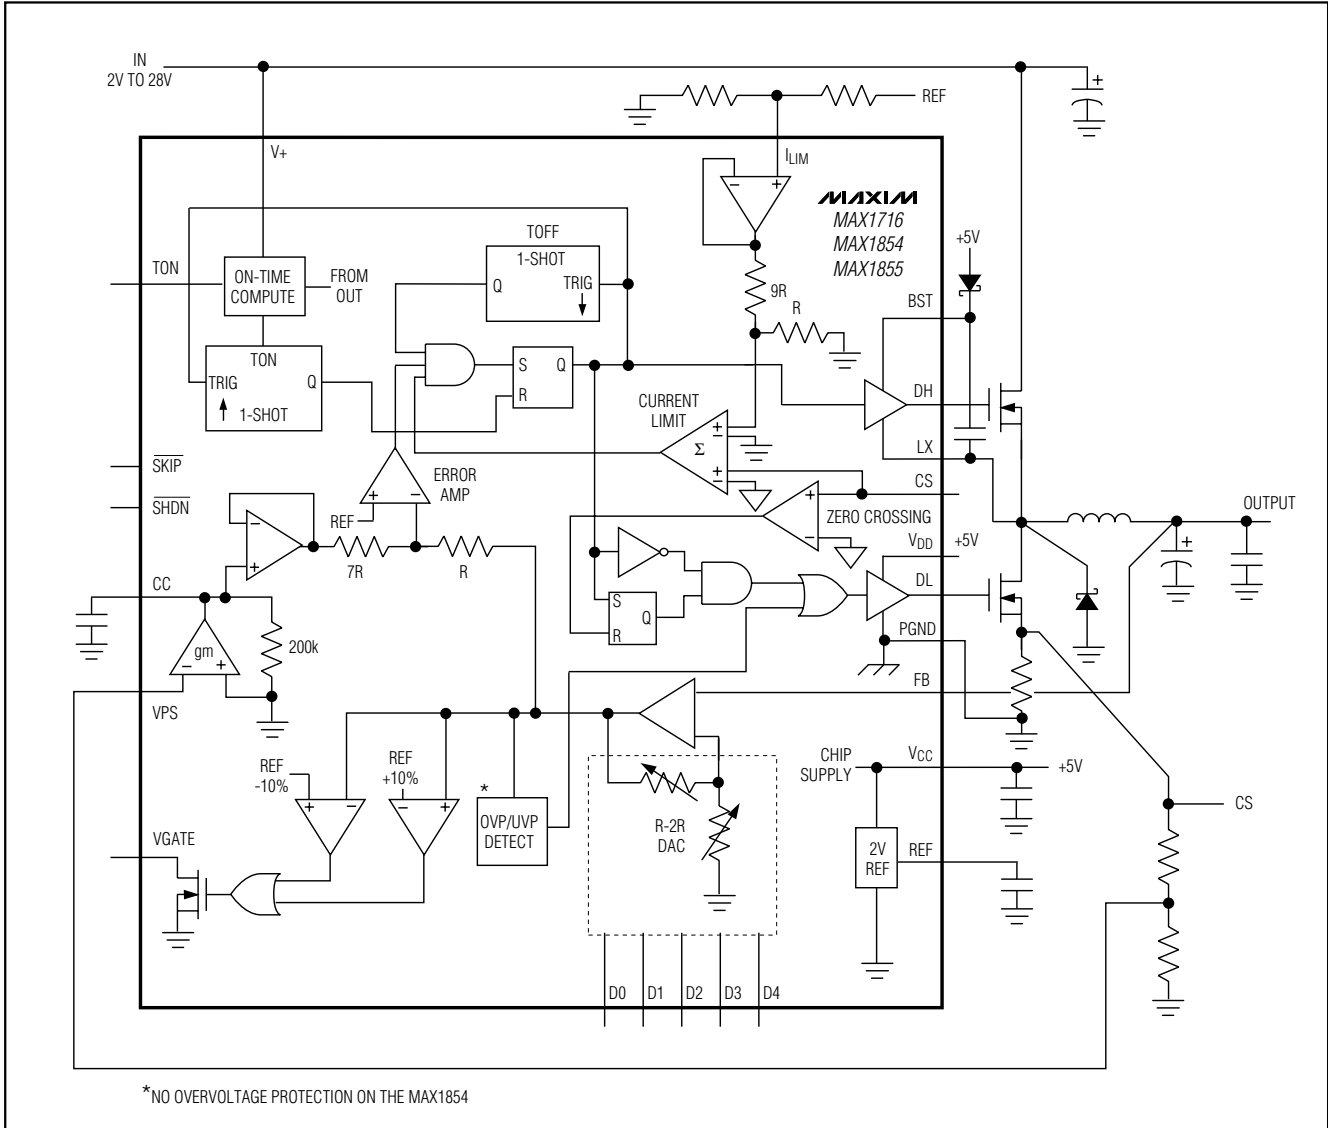 IN
2V TO 28V
REF
+
V+
ILIM
- +
MAXIM
MAX1716
MAX1854
MAX1855
+5V
TOFF
1-SHOT
Q TRIG
TON
ON-TIME
COMPUTE
FROM
OUT
9R
R
BST
TON
TRIG Q
1-SHOT
S Q
R
CURRENT
LIMIT
DH
+
-
Σ
+
-
LX
SKIP
ERROR
AMP
+ -
REF
CS
SHDN
+
ZERO CROSSING
-
OUTPUT
-
+
7R
R
VDD
+5V
+
CC
DL
S
Q
R
gm
- +
200k
PGND
VPS
FB
REF
-10%
REF
+10%
CHIP
SUPPLY
VCC
+5V
+ -
- +
*
OVP/UVP
DETECT
R-2R
DAC
CS
VGATE
2V
REF
REF
D0 D1 D2 D3 D4
*NO OVERVOLTAGE PROTECTION ON THE MAX1854